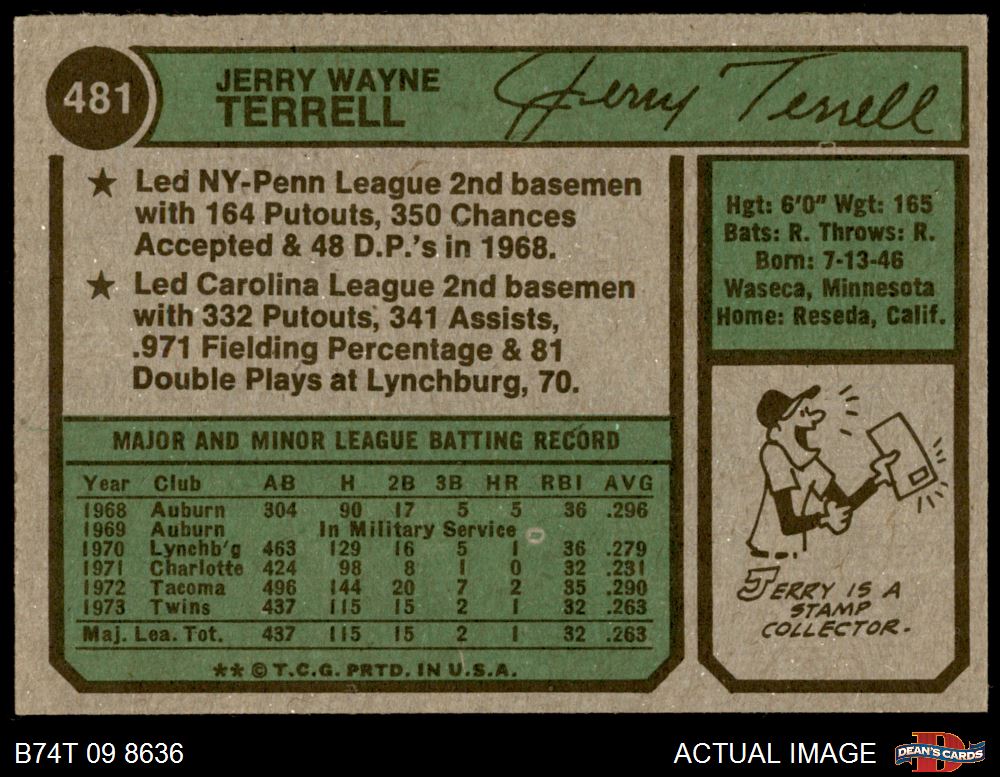 481
JERRY WAYNE
TERRELL
Jerry Terrell
★ Led NY-Penn League 2nd basemen
with 164 Putouts, 350 Chances
Accepted & 48 D.P.'s in 1968.
★ Led Carolina League 2nd basemen
with 332 Putouts, 341 Assists,
.971 Fielding Percentage & 81
Double Plays at Lynchburg, 70.
Hgt: 6'0" Wgt: 165
Bats: R. Throws: R.
Born: 7-13-46
Waseca, Minnesota
Home: Reseda, Calif.
MAJOR AND MINOR LEAGUE BATTING RECORD
Year Club AB H 2B 3B HR RBI AVG
1968 Auburn 304 90 17 5 5 36 .296
1969 Auburn In Military Service
1970 Lynchb'g 463 129 16 5 1 36 .279
1971 Charlotte 424 98 8 1 0 32 .231
1972 Tacoma 496 144 20 7 2 35 .290
1973 Twins 437 115 15 2 1 32 .263
Maj. Lea. Tot. 437 115 15 2 1 32 .263
** © T.C.G. PRTD. IN U.S.A.
JERRY IS A
STAMP
COLLECTOR.
B74T 09 8636
ACTUAL IMAGE
DEAN'S CARDS